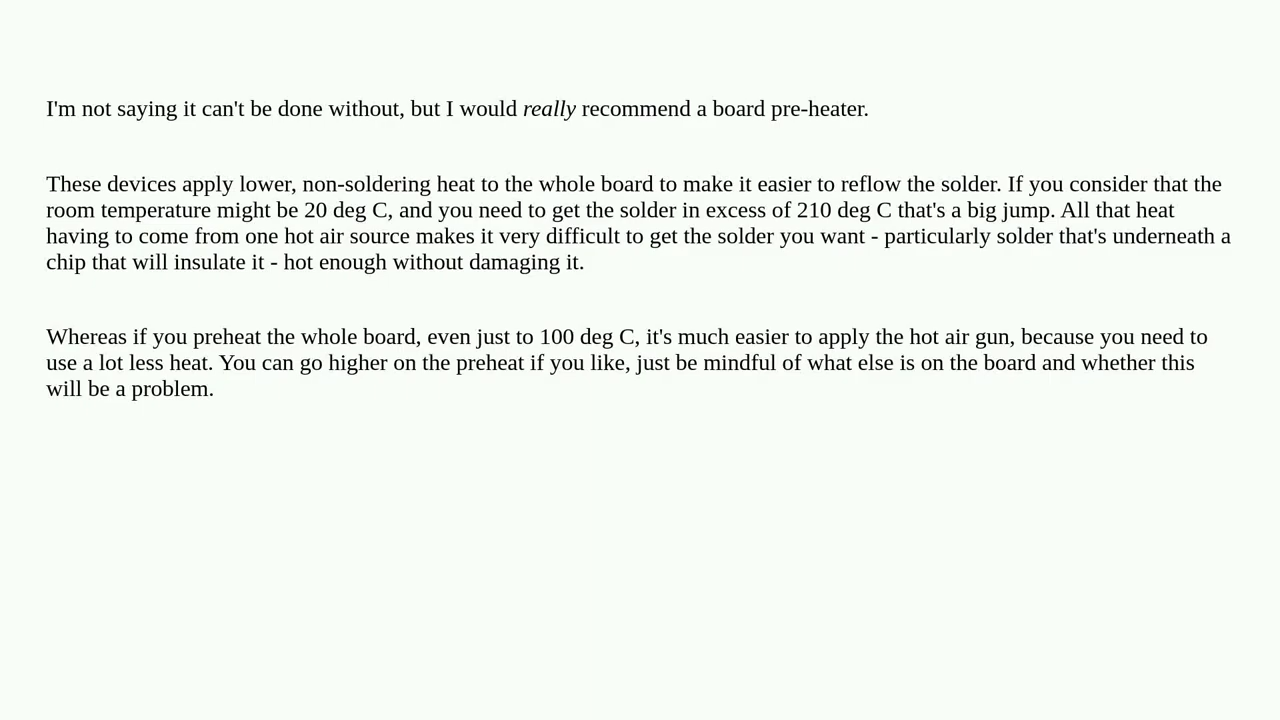 I'm not saying it can't be done without, but I would really recommend a board pre-heater.
These devices apply lower, non-soldering heat to the whole board to make it easier to reflow the solder. If you consider that the
room temperature might be 20 deg C, and you need to get the solder in excess of 210 deg C that's a big jump. All that heat
having to come from one hot air source makes it very difficult to get the solder you want - particularly solder that's underneath a
chip that will insulate it - hot enough without damaging it.
Whereas if you preheat the whole board, even just to 100 deg C, it's much easier to apply the hot air gun, because you need to
use a lot less heat. You can go higher on the preheat if you like, just be mindful of what else is on the board and whether this
will be a problem.